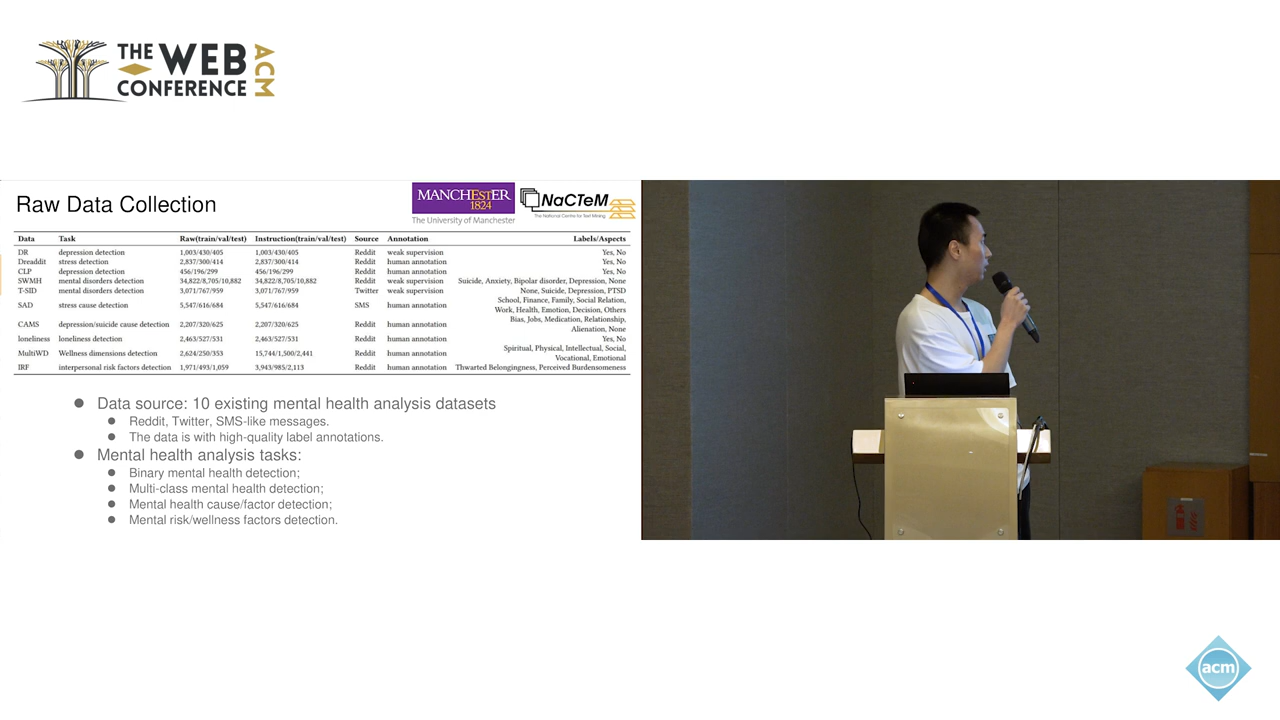 THE WEB
CONFERENCE
ACM
Raw Data Collection
MANCHESTER
1824
The University of Manchester
NaCTeM
The National Centre for Text Mining
Data Task Raw(train/val/test) Instruction(train/val/test) Source Annotation Labels/Aspects
DR depression detection 1,003/430/405 1,003/430/405 Reddit weak supervision Yes, No
Dreaddit stress detection 2,837/300/414 2,837/300/414 Reddit human annotation Yes, No
CLP depression detection 456/196/299 456/196/299 Reddit human annotation Yes, No
SWMH mental disorders detection 34,822/8,705/10,882 34,822/8,705/10,882 Reddit weak supervision Suicide, Anxiety, Bipolar disorder, Depression, None
T-SID mental disorders detection 3,071/767/959 3,071/767/959 Twitter weak supervision None, Suicide, Depression, PTSD
SAD stress cause detection 5,547/616/684 5,547/616/684 SMS human annotation School, Finance, Family, Social Relation,
Work, Health, Emotion, Decision, Others
CAMS depression/suicide cause detection 2,207/320/625 2,207/320/625 Reddit human annotation Bias, Jobs, Medication, Relationship,
Alienation, None
loneliness loneliness detection 2,463/527/531 2,463/527/531 Reddit human annotation Yes, No
MultiWD Wellness dimensions detection 2,624/250/353 15,744/1,500/2,441 Reddit human annotation Spiritual, Physical, Intellectual, Social,
Vocational, Emotional
IRF interpersonal risk factors detection 1,971/493/1,059 3,943/985/2,113 Reddit human annotation Thwarted Belongingness, Perceived Burdensomeness
● Data source: 10 existing mental health analysis datasets
● Reddit, Twitter, SMS-like messages.
● The data is with high-quality label annotations.
● Mental health analysis tasks:
● Binary mental health detection;
● Multi-class mental health detection;
● Mental health cause/factor detection;
● Mental risk/wellness factors detection.
acm